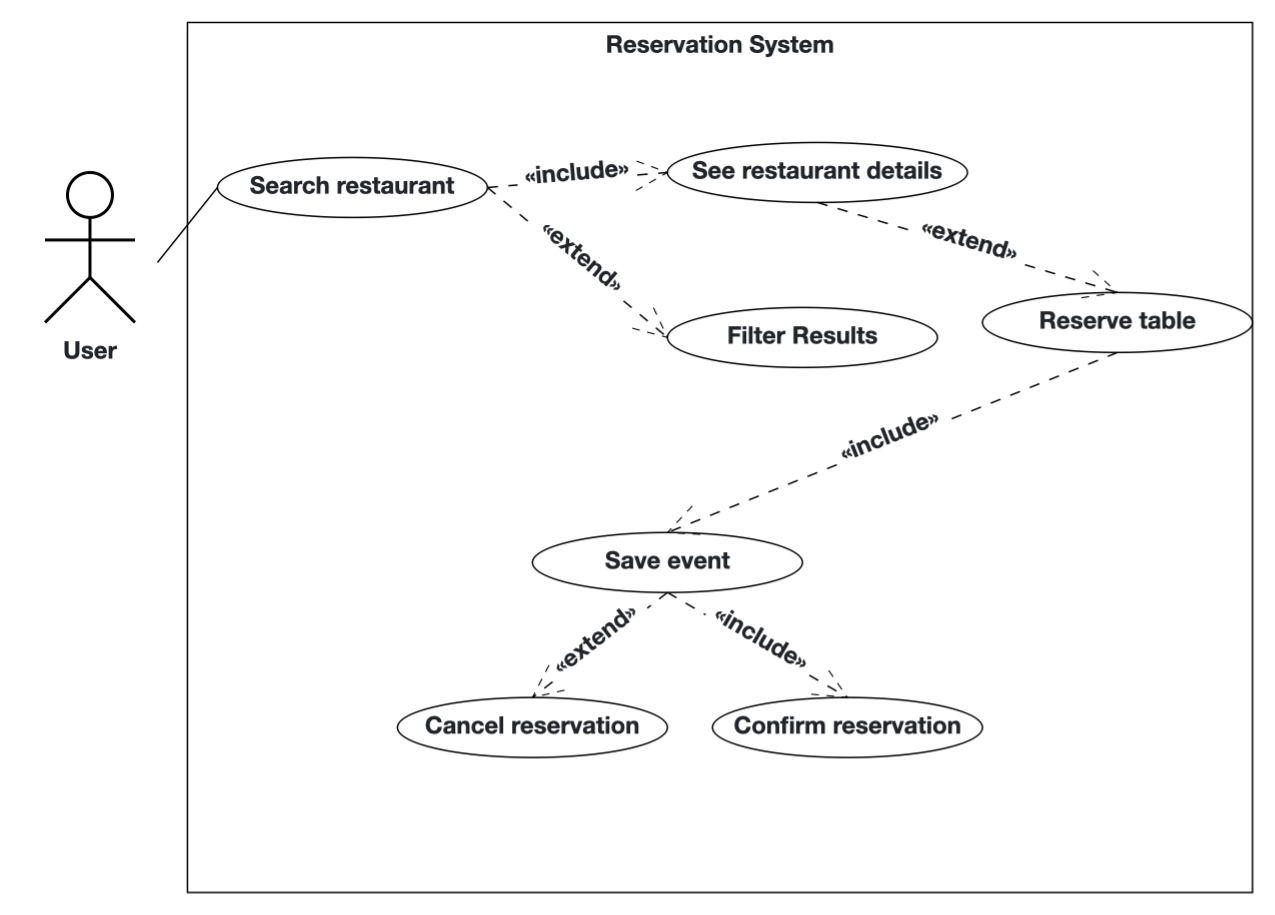 Reservation System
Search restaurant
«include»
See restaurant details
«extend»
«extend»
Filter Results
Reserve table
User
«include»
Save event
«extend»
«include»
Cancel reservation
Confirm reservation